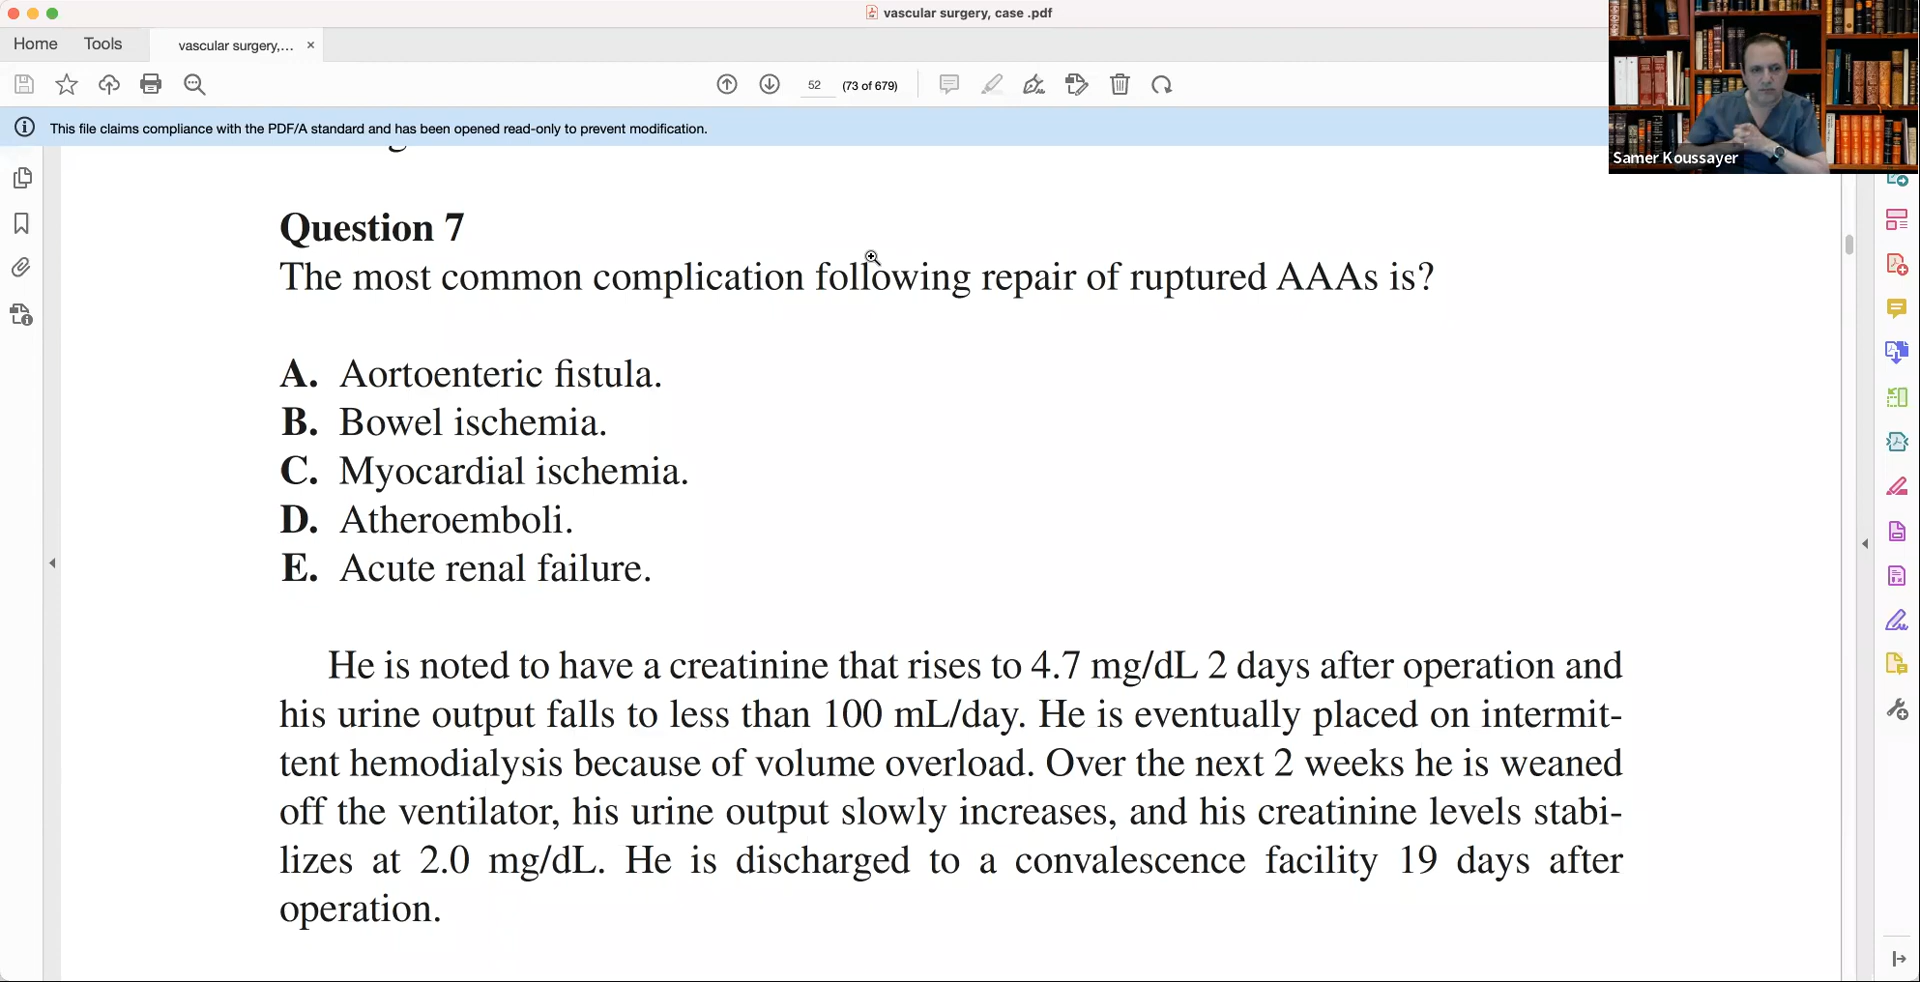 vascular surgery, case .pdf
Home
Tools
vascular surgery,...
52
(73 of 679)
This file claims compliance with the PDF/A standard and has been opened read-only to prevent modification.
Samer Koussayer
Question 7
The most common complication following repair of ruptured AAAs is?
A. Aortoenteric fistula.
B. Bowel ischemia.
C. Myocardial ischemia.
D. Atheroemboli.
E. Acute renal failure.
He is noted to have a creatinine that rises to 4.7 mg/dL 2 days after operation and
his urine output falls to less than 100 mL/day. He is eventually placed on intermit-
tent hemodialysis because of volume overload. Over the next 2 weeks he is weaned
off the ventilator, his urine output slowly increases, and his creatinine levels stabi-
lizes at 2.0 mg/dL. He is discharged to a convalescence facility 19 days after
operation.